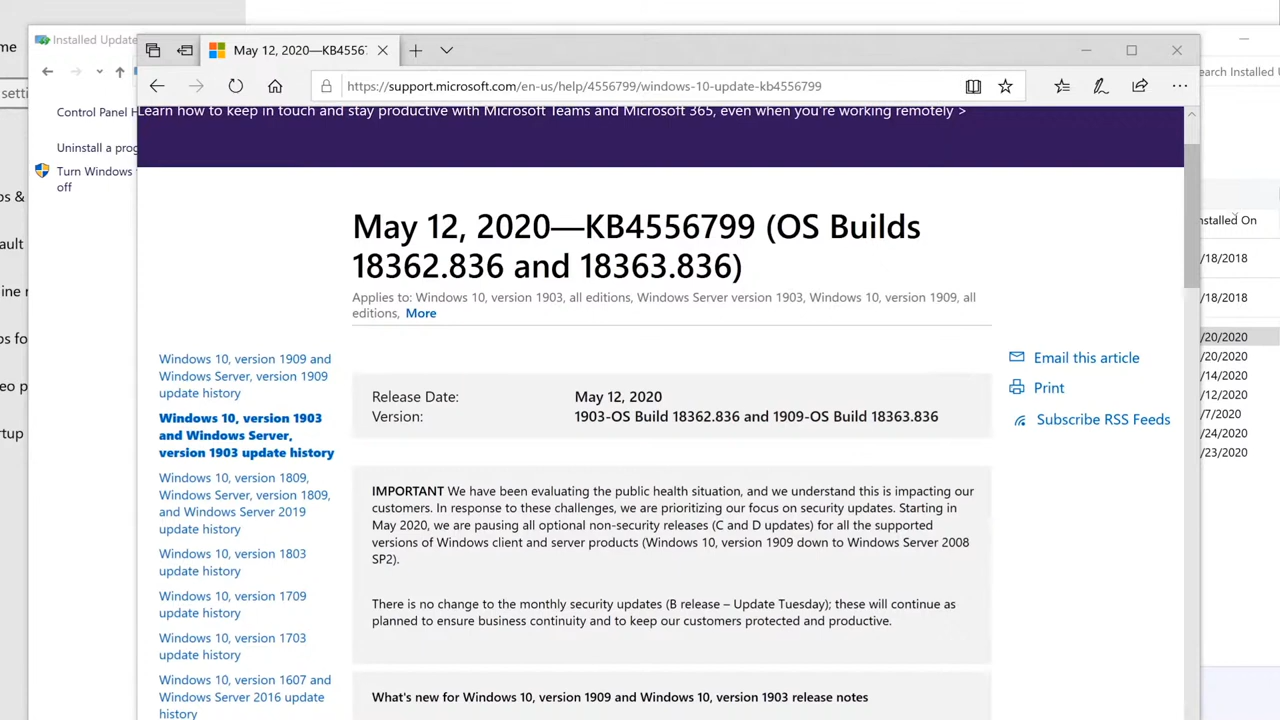 me
setti
ps &
ault
line r
ps fo
eo p
artup
Installed Update
Control Panel H
Uninstall a prog
Turn Windows
off
May 12, 2020—KB4556
https://support.microsoft.com/en-us/help/4556799/windows-10-update-kb4556799
Learn how to keep in touch and stay productive with Microsoft Teams and Microsoft 365, even when you're working remotely >
May 12, 2020—KB4556799 (OS Builds
18362.836 and 18363.836)
Applies to: Windows 10, version 1903, all editions, Windows Server version 1903, Windows 10, version 1909, all
editions, More
Windows 10, version 1909 and
Windows Server, version 1909
update history
Windows 10, version 1903
and Windows Server,
version 1903 update history
Windows 10, version 1809,
Windows Server, version 1809,
and Windows Server 2019
update history
Windows 10, version 1803
update history
Windows 10, version 1709
update history
Windows 10, version 1703
update history
Windows 10, version 1607 and
Windows Server 2016 update
history
Release Date:
May 12, 2020
Version:
1903-OS Build 18362.836 and 1909-OS Build 18363.836
IMPORTANT We have been evaluating the public health situation, and we understand this is impacting our
customers. In response to these challenges, we are prioritizing our focus on security updates. Starting in
May 2020, we are pausing all optional non-security releases (C and D updates) for all the supported
versions of Windows client and server products (Windows 10, version 1909 down to Windows Server 2008
SP2).
There is no change to the monthly security updates (B release – Update Tuesday); these will continue as
planned to ensure business continuity and to keep our customers protected and productive.
What's new for Windows 10, version 1909 and Windows 10, version 1903 release notes
Email this article
Print
Subscribe RSS Feeds
earch Installed U
nstalled On
/18/2018
/18/2018
/20/2020
/20/2020
/14/2020
/12/2020
/7/2020
/24/2020
/23/2020